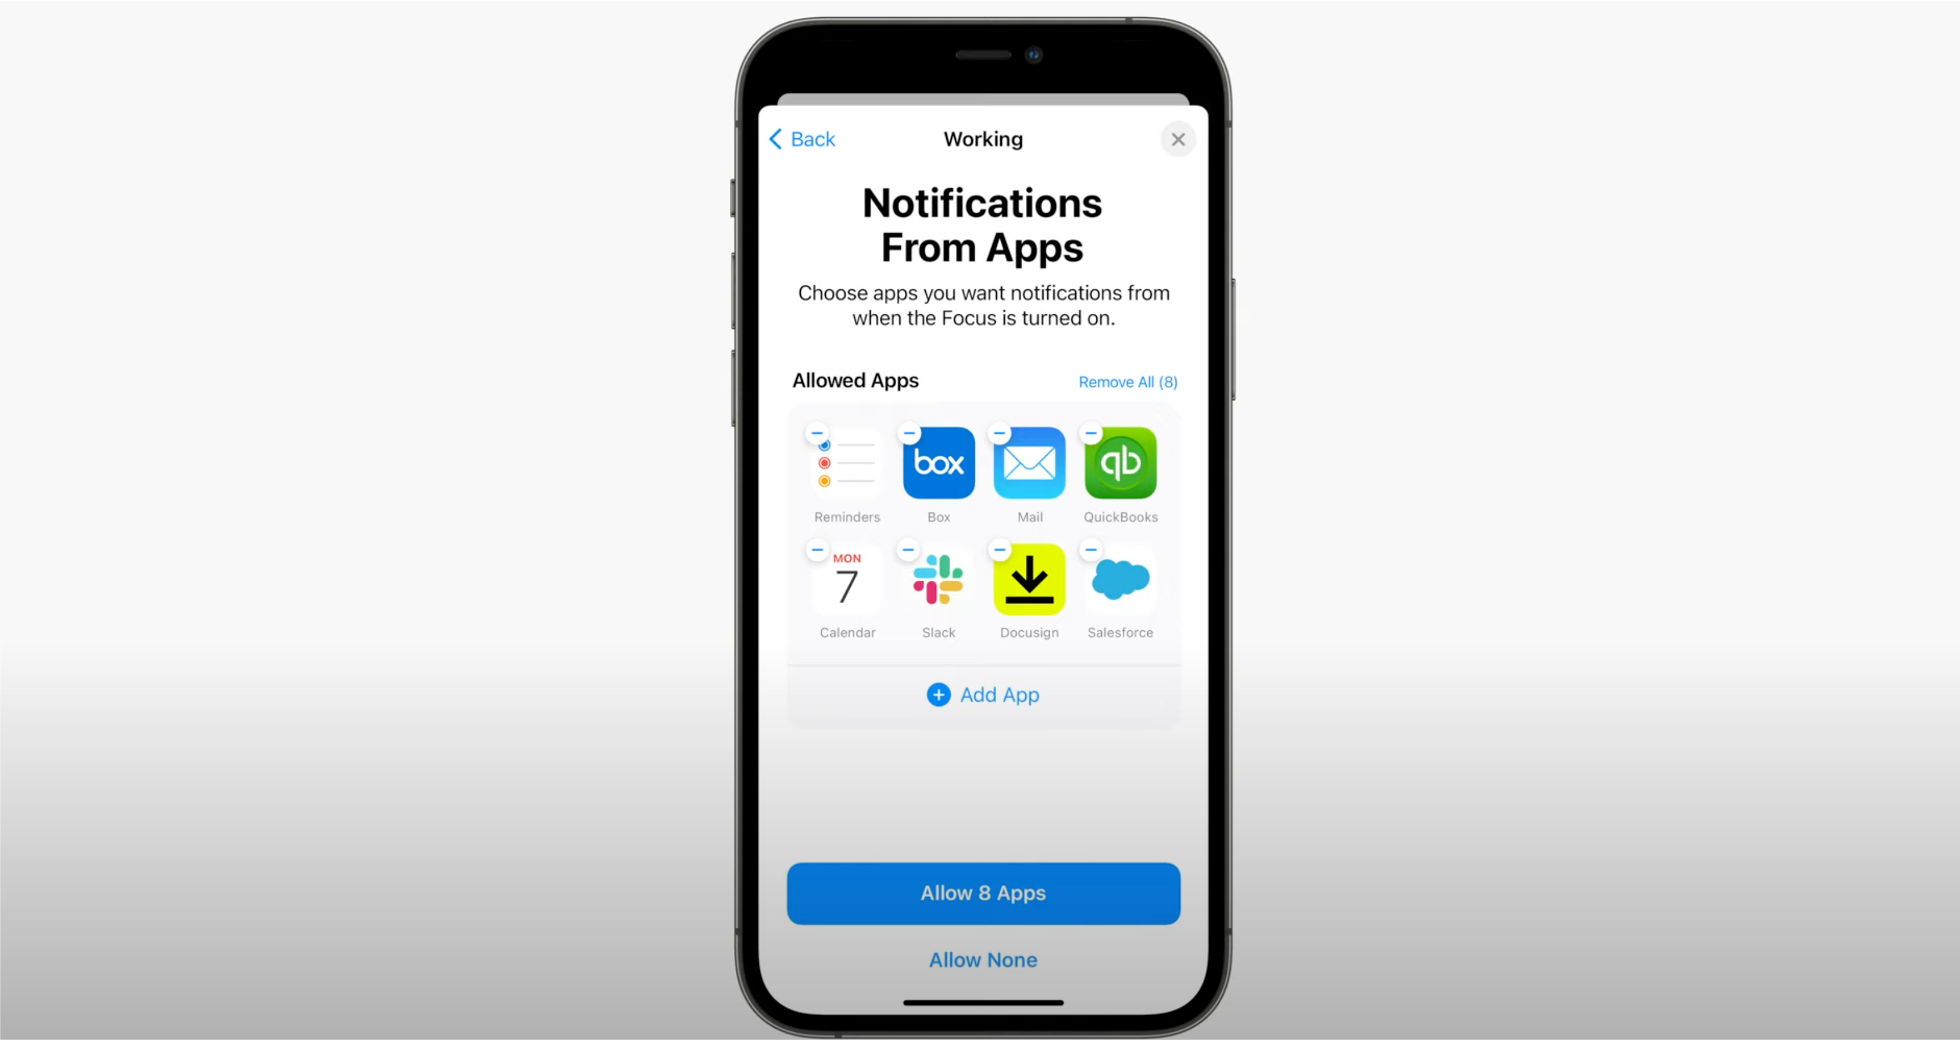 Back
Working
Notifications
From Apps
Choose apps you want notifications from
when the Focus is turned on.
Allowed Apps
Remove All (8)
box
qb
Reminders
Box
Mail
QuickBooks
MON
7
Calendar
Slack
Docusign
Salesforce
Add App
Allow 8 Apps
Allow None